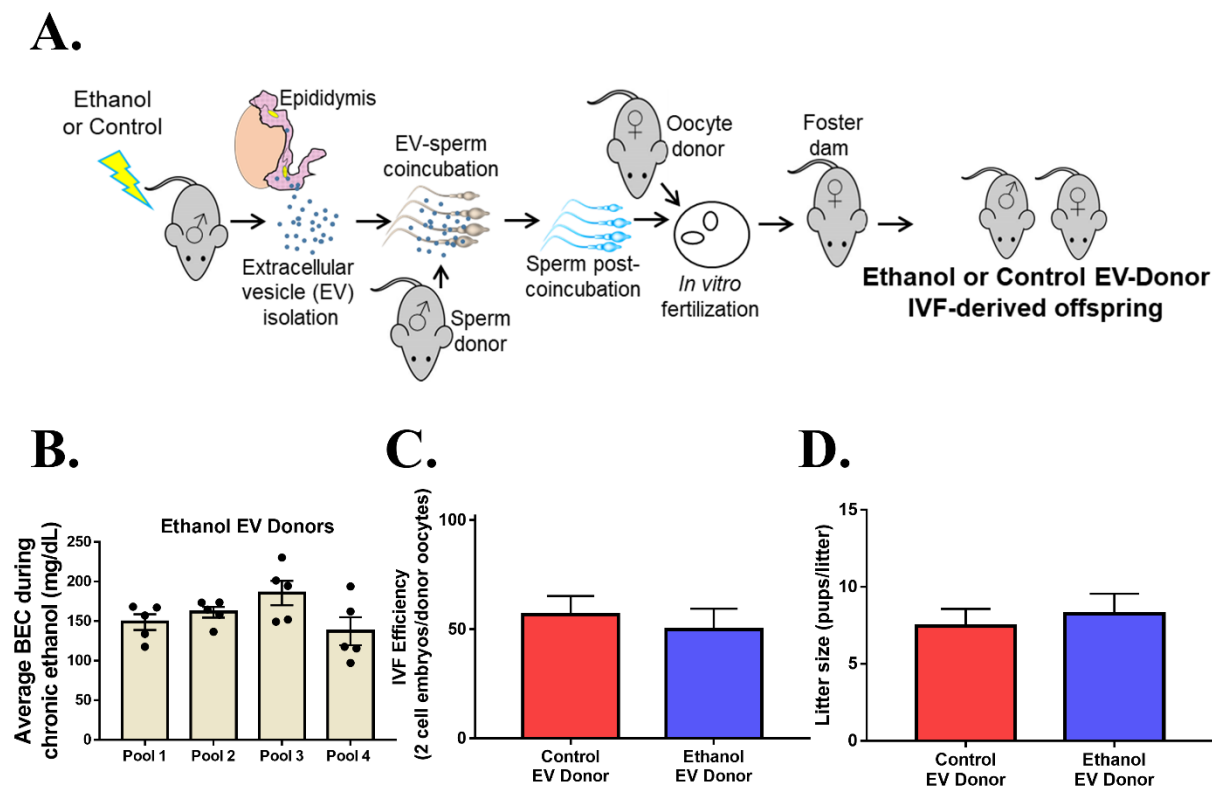 A.
Ethanol
or Control
Epididymis
Extracellular
vesicle (EV)
isolation
EV-sperm
coincubation
Sperm
donor
Sperm post-
coincubation
Oocyte
donor
In vitro
fertilization
Foster
dam
Ethanol or Control EV-Donor
IVF-derived offspring
B.
Ethanol EV Donors
Average BEC during
chronic ethanol (mg/dL)
250
200
150
100
50
0
Pool 1 Pool 2 Pool 3 Pool 4
C.
IVF Efficiency
(2 cell embryos/donor oocytes)
100
50
0
Control
EV Donor
Ethanol
EV Donor
D.
Litter size (pups/litter)
15
10
5
0
Control
EV Donor
Ethanol
EV Donor